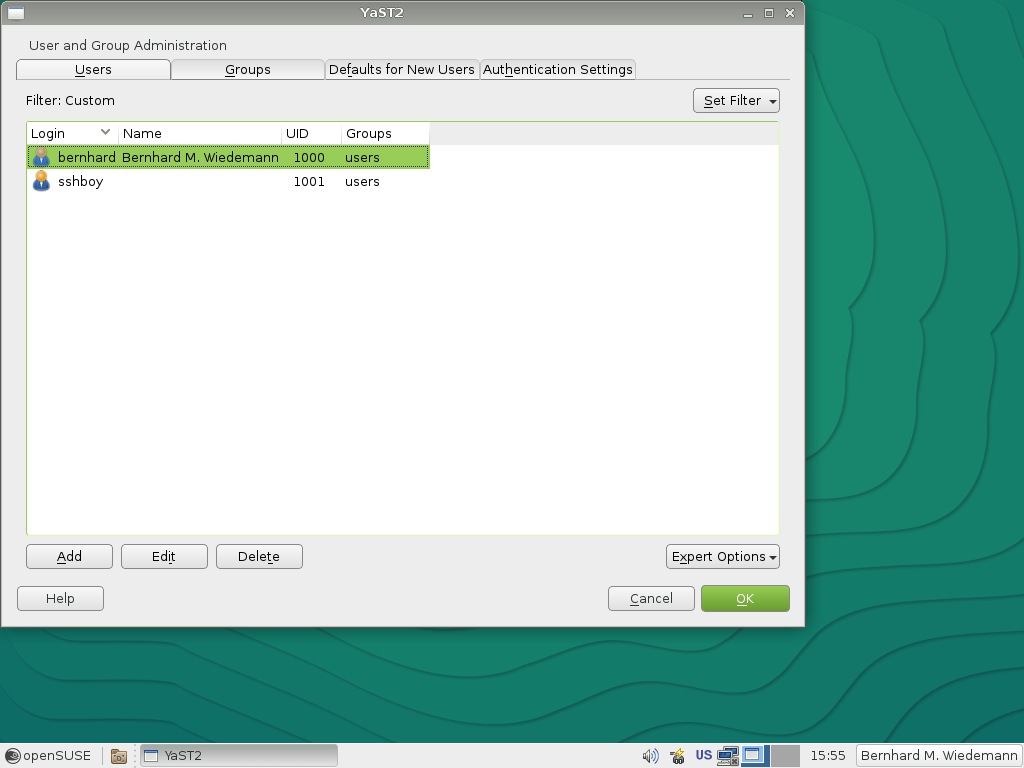 YaST2
User and Group Administration
Users Groups Defaults for New Users Authentication Settings
Filter: Custom Set Filter
Login Name UID Groups
bernhard Bernhard M. Wiedemann 1000 users
sshboy 1001 users
Add Edit Delete Expert Options
Help Cancel OK
openSUSE YaST2 US 15:55 Bernhard M. Wiedemann